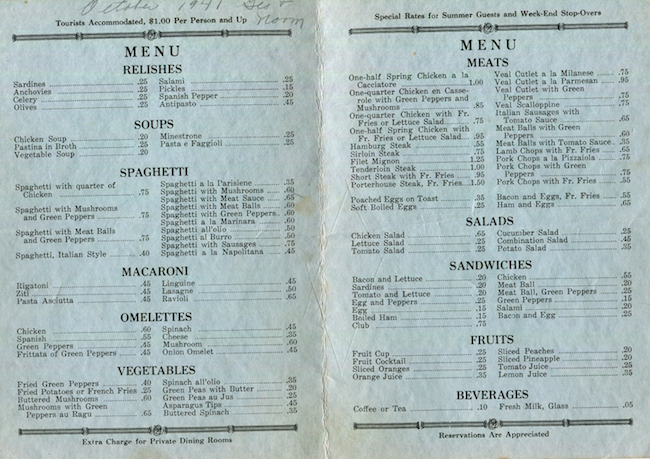 October 1941
Room
Tourists Accommodated, $1.00 Per Person and Up
MENU
RELISHES
Sardines .25
Anchovies .25
Celery .25
Olives .25
Salami .25
Pickles .15
Spanish Pepper .20
Antipasto .45
SOUPS
Chicken Soup .20
Pastina in Broth .25
Vegetable Soup .20
Minestrone .25
Pasta e Faggioli .25
SPAGHETTI
Spaghetti with quarter of
Chicken .75
Spaghetti with Mushrooms
and Green Peppers .75
Spaghetti with Meat Balls
and Green Peppers .75
Spaghetti, Italian Style .40
Spaghetti a la Parisiene .35
Spaghetti with Mushrooms .60
Spaghetti with Meat Sauce .65
Spaghetti with Meat Balls .60
Spaghetti with Green Peppers .60
Spaghetti a la Marinara .60
Spaghetti all'olio .50
Spaghetti al Burro .50
Spaghetti with Sausages .75
Spaghetti a la Napolitana .45
MACARONI
Rigatoni .45
Ziti .45
Pasta Asciutta .45
Linguine .45
Lasagne .50
Ravioli .65
OMELETTES
Chicken .60
Spanish .55
Green Peppers .45
Frittata of Green Peppers .45
Spinach .45
Cheese .35
Mushroom .60
Onion Omelet .45
VEGETABLES
Fried Green Peppers .40
Fried Potatoes or French Fries .25
Buttered Mushrooms .60
Mushrooms with Green
Peppers au Ragu .65
Spinach all'olio .35
Green Peas with Butter .20
Green Peas au Jus .25
Asparagus Tips .45
Buttered Spinach .35
Extra Charge for Private Dining Rooms
Special Rates for Summer Guests and Week-End Stop-Overs
MENU
MEATS
One-half Spring Chicken a la
Cacciatore 1.00
One-quarter Chicken en Casse-
role with Green Peppers and
Mushrooms .85
One-quarter Chicken with Fr.
Fries or Lettuce Salad .75
One-half Spring Chicken with
Fr. Fries or Lettuce Salad .95
Hamburg Steak .55
Sirloin Steak .75
Filet Mignon 1.25
Tenderloin Steak 1.00
Short Steak with Fr. Fries .95
Porterhouse Steak, Fr. Fries 1.50
Poached Eggs on Toast .35
Soft Boiled Eggs .25
Veal Cutlet a la Milanese .75
Veal Cutlet a la Parmesan .95
Veal Cutlet with Green
Peppers .75
Veal Scalloppine .75
Italian Sausages with
Tomato Sauce .65
Meat Balls with Green
Peppers .60
Meat Balls with Tomato Sauce .35
Lamb Chops with Fr. Fries .65
Pork Chops a la Pizzaiola .75
Pork Chops with Green
Peppers .75
Pork Chops with Fr. Fries .55
Bacon and Eggs, Fr. Fries .55
Ham and Eggs .65
SALADS
Chicken Salad .65
Lettuce Salad .25
Tomato Salad .25
Cucumber Salad .25
Combination Salad .45
Potato Salad .35
SANDWICHES
Bacon and Lettuce .20
Sardines .20
Tomato and Lettuce .20
Egg and Peppers .25
Egg .15
Boiled Ham .15
Club .75
Chicken .55
Meat Ball .20
Meat Ball, Green Peppers .25
Green Peppers .15
Salami .20
Bacon and Egg .25
FRUITS
Fruit Cup .25
Fruit Cocktail .25
Sliced Oranges .25
Orange Juice .35
Sliced Peaches .20
Sliced Pineapple .20
Tomato Juice .25
Lemon Juice .35
BEVERAGES
Coffee or Tea .10
Fresh Milk, Glass .05
Reservations Are Appreciated